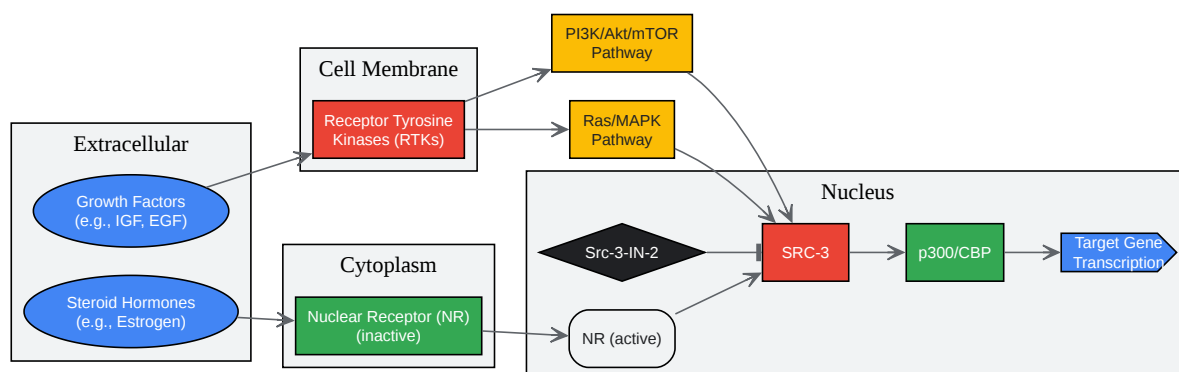 Extracellular
Growth Factors
(e.g., IGF, EGF)
Steroid Hormones
(e.g., Estrogen)
Cell Membrane
Receptor Tyrosine
Kinases (RTKs)
Cytoplasm
Nuclear Receptor (NR)
(inactive)
PI3K/Akt/mTOR
Pathway
Ras/MAPK
Pathway
Nucleus
Src-3-IN-2
SRC-3
p300/CBP
Target Gene
Transcription
NR (active)